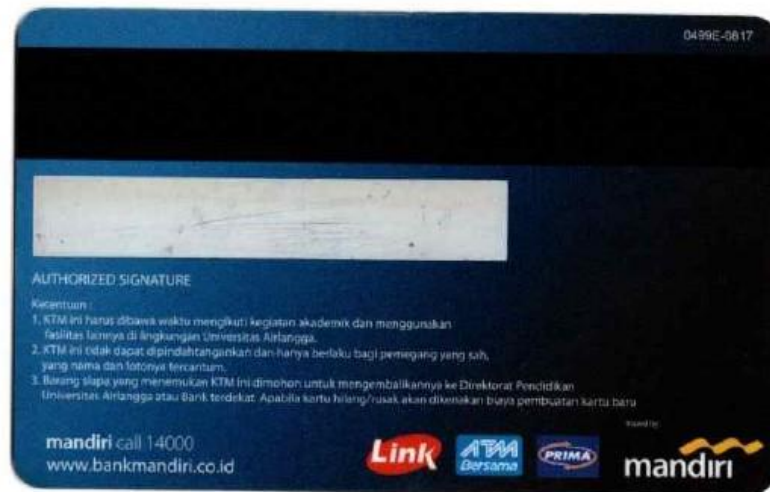 0499E-0817
AUTHORIZED SIGNATURE
Ketentuan :
1. KTM ini harus dibawa waktu mengikuti kegiatan akademik dan menggunakan
fasilitas lainnya di lingkungan Universitas Airlangga.
2. KTM ini tidak dapat dipindahtangankan dan hanya berlaku bagi pemegang yang sah,
yang nama dan fotonya tercantum.
3. Barang siapa yang menemukan KTM ini dimohon untuk mengembalikannya ke Direktorat Pendidikan
Universitas Airlangga atau Bank terdekat. Apabila kartu hilang/rusak akan dikenakan biaya pembuatan kartu baru
mandiri call 14000
www.bankmandiri.co.id
Link
ATM
Bersama
PRIMA
Issued by:
mandiri